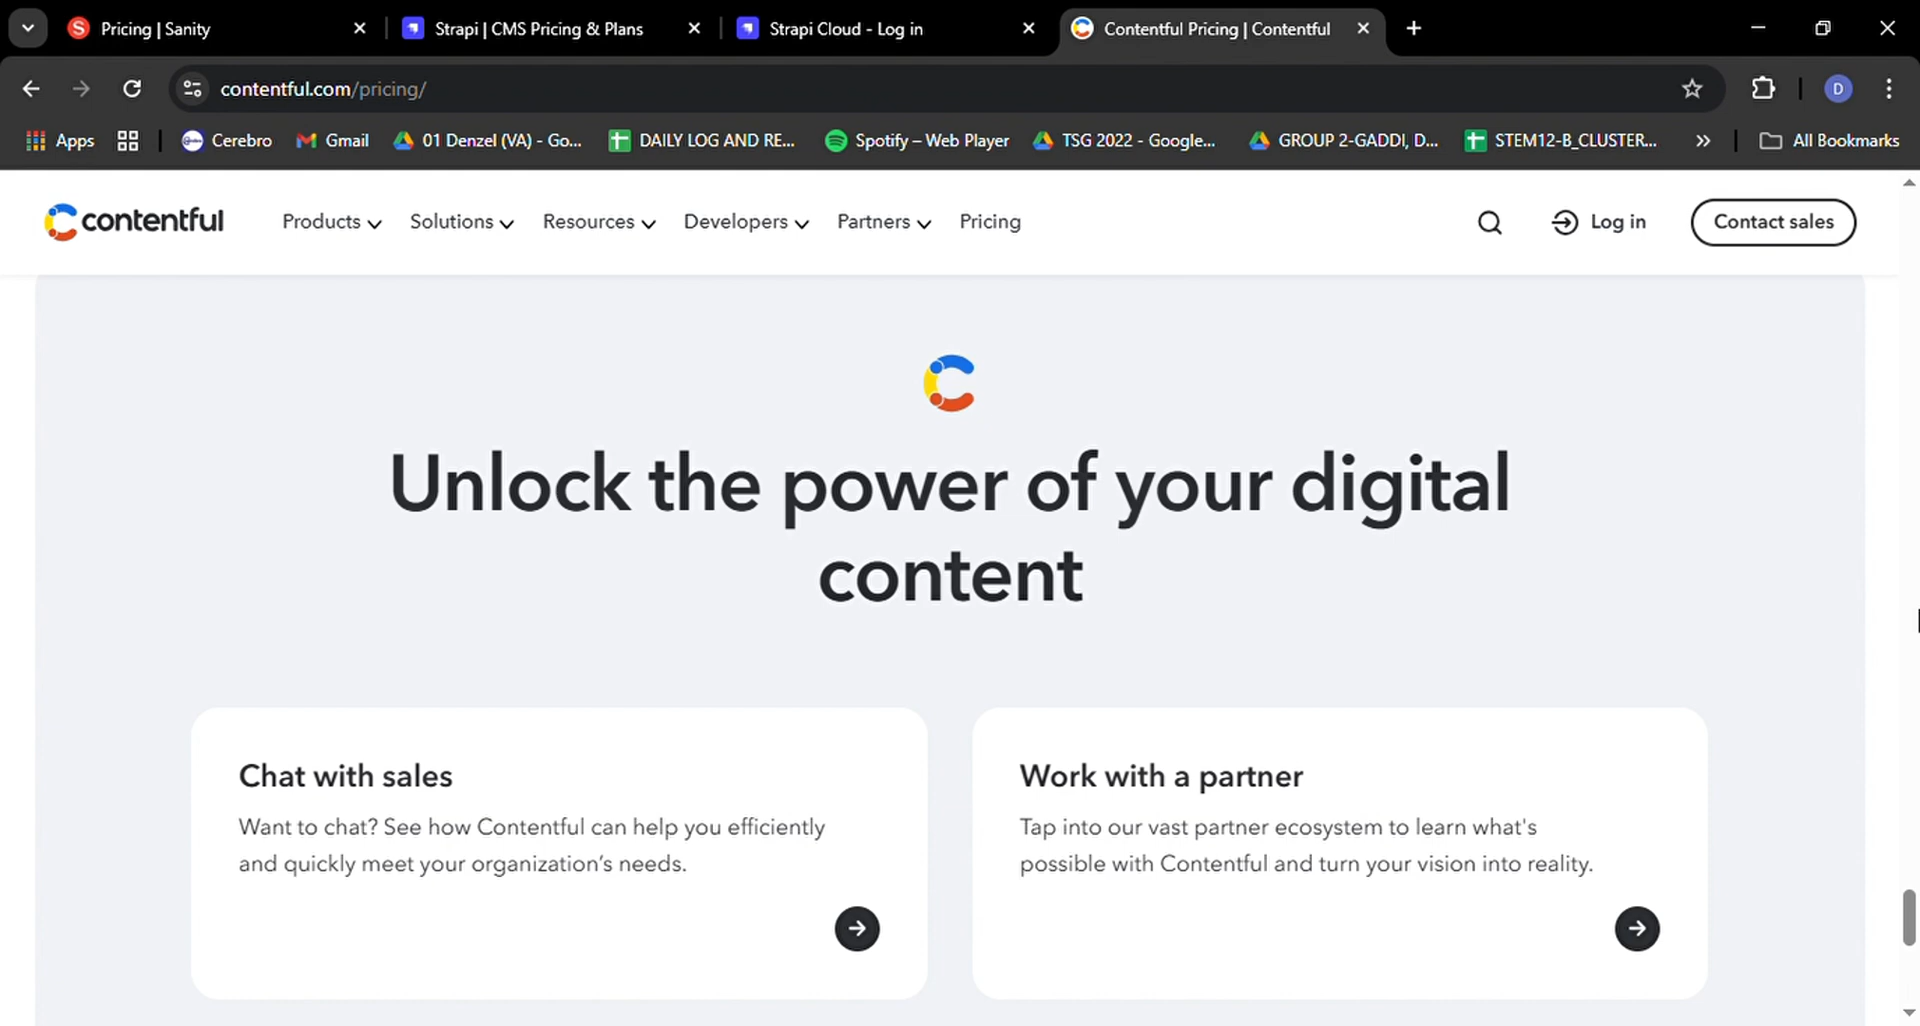 Pricing | Sanity
Strapi | CMS Pricing & Plans
Strapi Cloud - Log in
Contentful Pricing | Contentful
contentful.com/pricing/
D
Apps
Cerebro
Gmail
01 Denzel (VA) - Go...
DAILY LOG AND RE...
Spotify – Web Player
TSG 2022 - Google...
GROUP 2-GADDI, D...
STEM12-B_CLUSTER...
All Bookmarks
contentful
Products
Solutions
Resources
Developers
Partners
Pricing
Log in
Contact sales
Unlock the power of your digital
content
Chat with sales
Want to chat? See how Contentful can help you efficiently
and quickly meet your organization’s needs.
Work with a partner
Tap into our vast partner ecosystem to learn what's
possible with Contentful and turn your vision into reality.